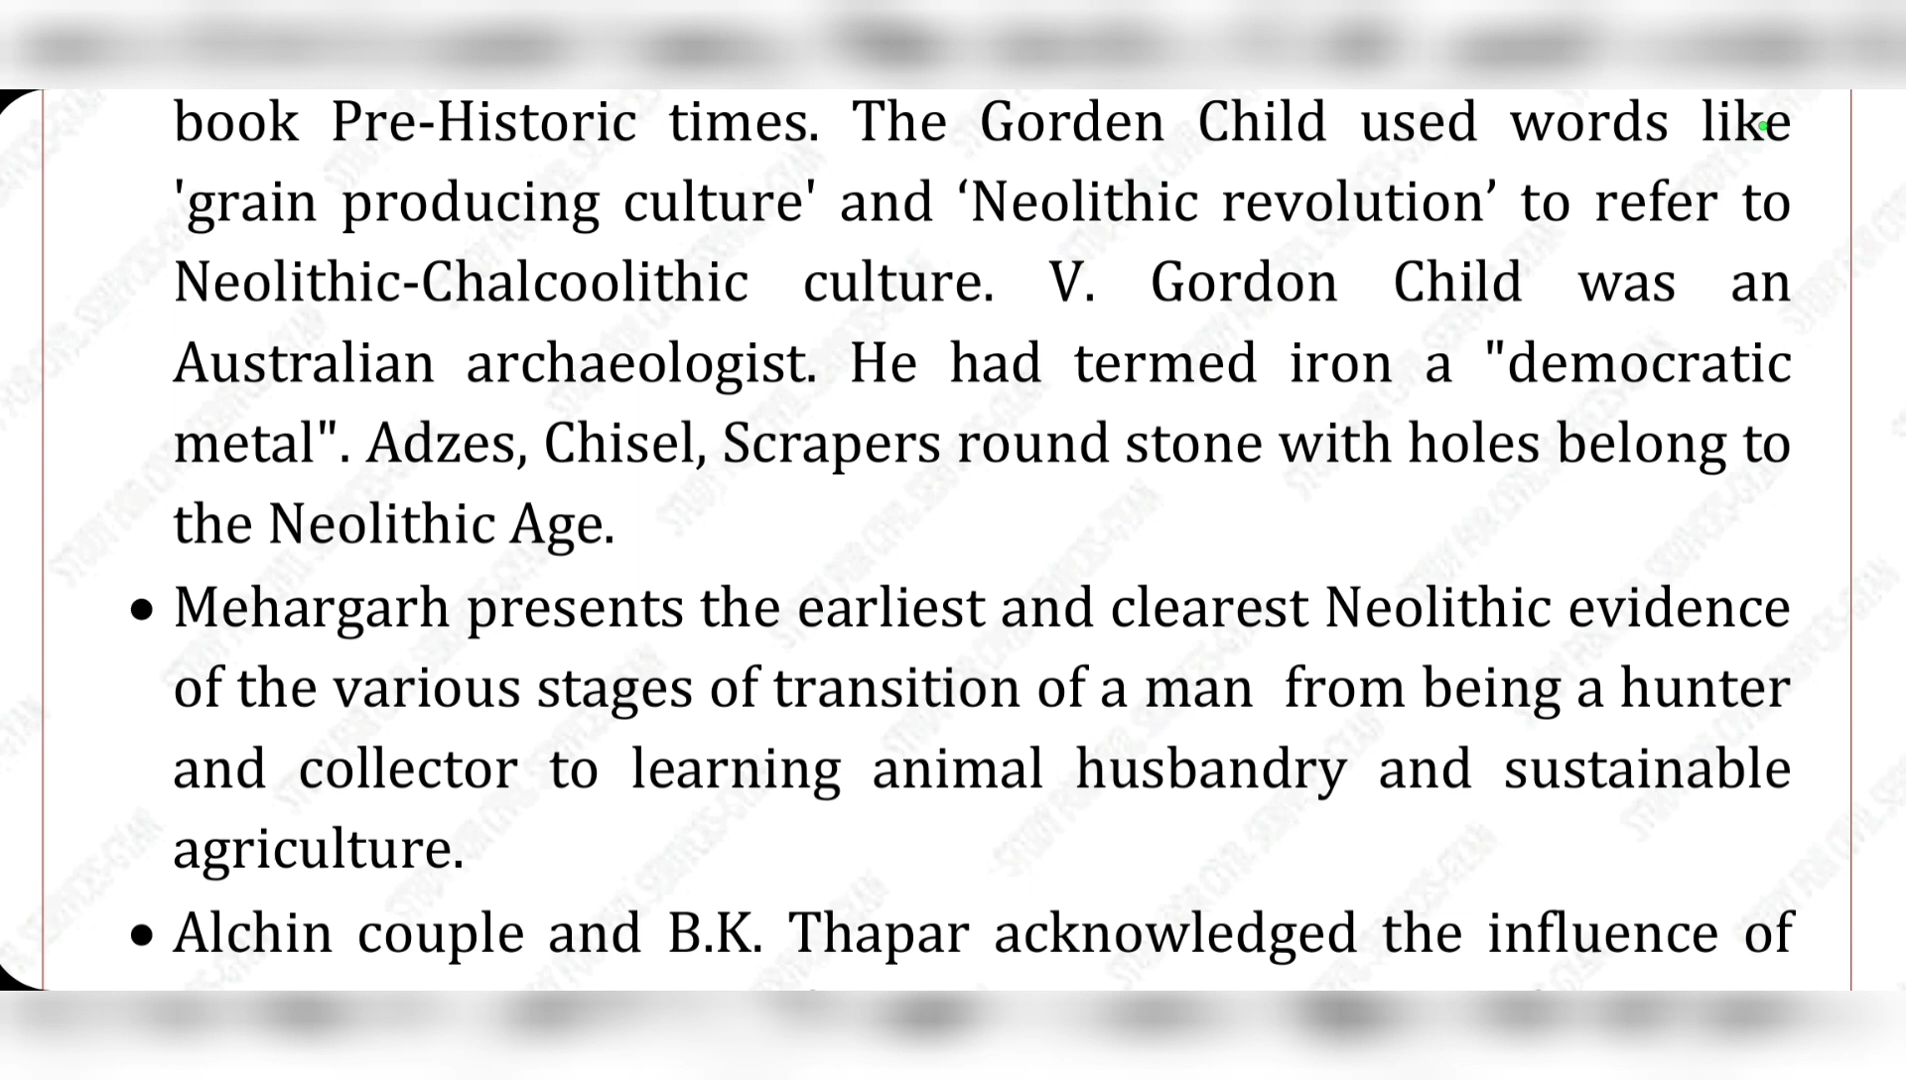 book Pre-Historic times. The Gorden Child used words like
'grain producing culture' and ‘Neolithic revolution’ to refer to
Neolithic-Chalcoolithic culture. V. Gordon Child was an
Australian archaeologist. He had termed iron a "democratic
metal". Adzes, Chisel, Scrapers round stone with holes belong to
the Neolithic Age.
• Mehargarh presents the earliest and clearest Neolithic evidence
of the various stages of transition of a man from being a hunter
and collector to learning animal husbandry and sustainable
agriculture.
• Alchin couple and B.K. Thapar acknowledged the influence of